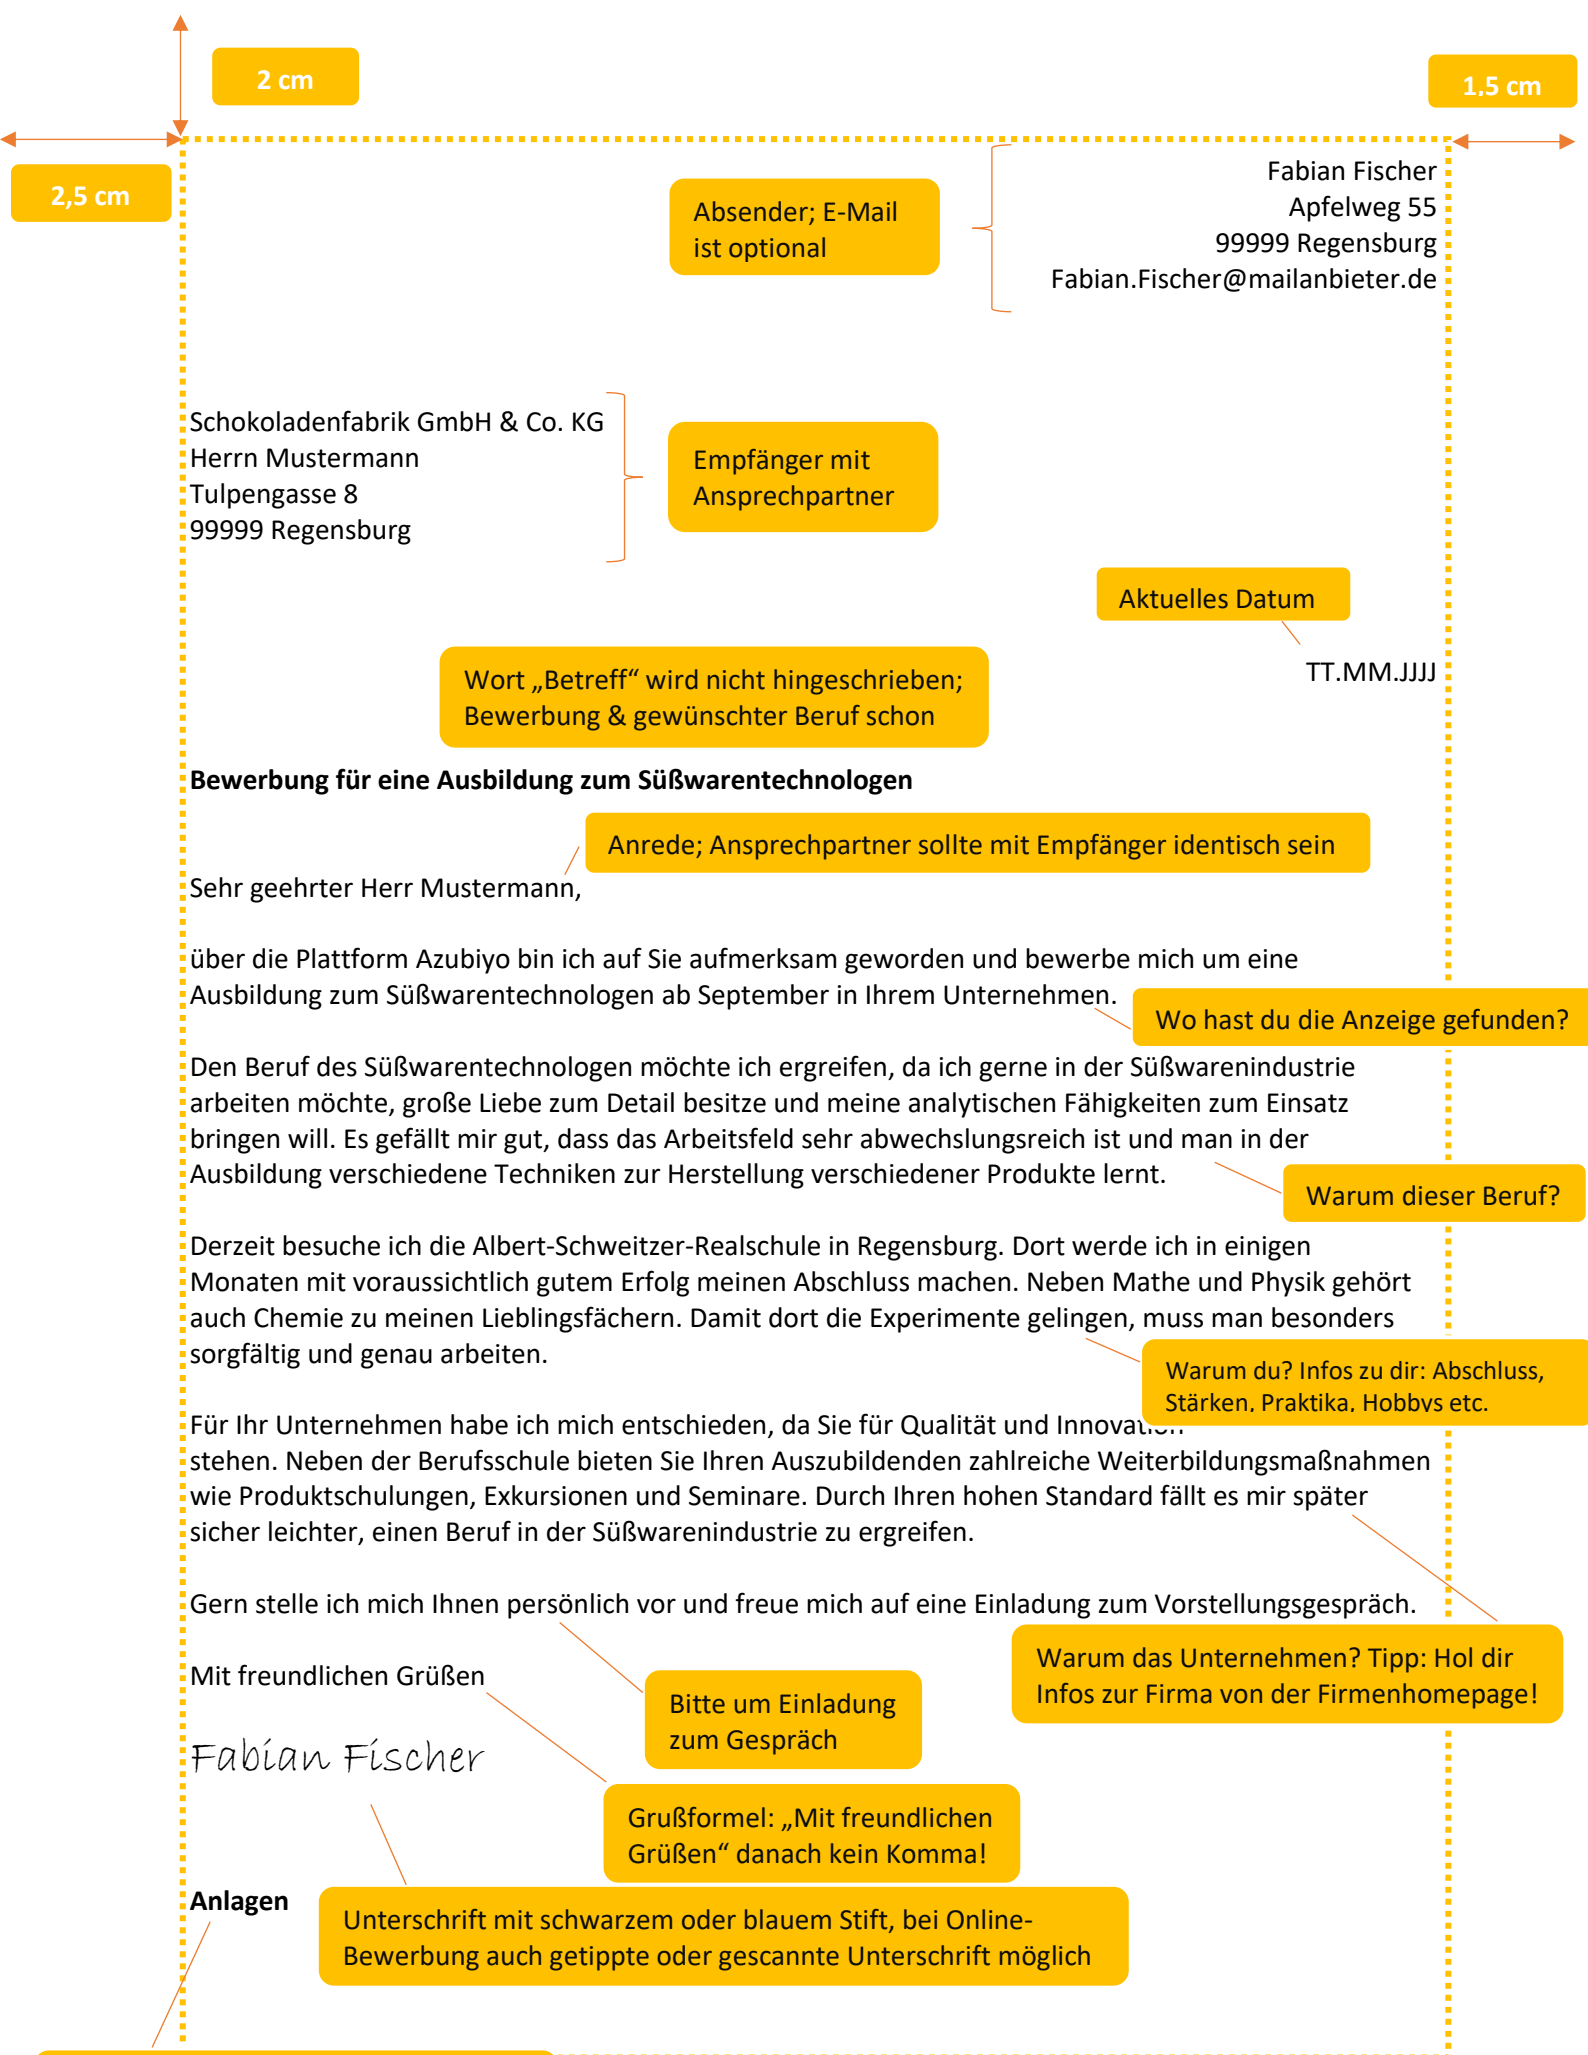 2 cm
1,5 cm
2,5 cm
Absender; E-Mail
ist optional
Fabian Fischer
Apfelweg 55
99999 Regensburg
Fabian.Fischer@mailanbieter.de
Schokoladenfabrik GmbH & Co. KG
Herrn Mustermann
Tulpengasse 8
99999 Regensburg
Empfänger mit
Ansprechpartner
Aktuelles Datum
TT.MM.JJJJ
Wort „Betreff“ wird nicht hingeschrieben;
Bewerbung & gewünschter Beruf schon
Bewerbung für eine Ausbildung zum Süßwarentechnologen
Anrede; Ansprechpartner sollte mit Empfänger identisch sein
Sehr geehrter Herr Mustermann,
über die Plattform Azubiyo bin ich auf Sie aufmerksam geworden und bewerbe mich um eine
Ausbildung zum Süßwarentechnologen ab September in Ihrem Unternehmen.
Wo hast du die Anzeige gefunden?
Den Beruf des Süßwarentechnologen möchte ich ergreifen, da ich gerne in der Süßwarenindustrie
arbeiten möchte, große Liebe zum Detail besitze und meine analytischen Fähigkeiten zum Einsatz
bringen will. Es gefällt mir gut, dass das Arbeitsfeld sehr abwechslungsreich ist und man in der
Ausbildung verschiedene Techniken zur Herstellung verschiedener Produkte lernt.
Warum dieser Beruf?
Derzeit besuche ich die Albert-Schweitzer-Realschule in Regensburg. Dort werde ich in einigen
Monaten mit voraussichtlich gutem Erfolg meinen Abschluss machen. Neben Mathe und Physik gehört
auch Chemie zu meinen Lieblingsfächern. Damit dort die Experimente gelingen, muss man besonders
sorgfältig und genau arbeiten.
Warum du? Infos zu dir: Abschluss,
Stärken, Praktika, Hobbys etc.
Für Ihr Unternehmen habe ich mich entschieden, da Sie für Qualität und Innovation
stehen. Neben der Berufsschule bieten Sie Ihren Auszubildenden zahlreiche Weiterbildungsmaßnahmen
wie Produktschulungen, Exkursionen und Seminare. Durch Ihren hohen Standard fällt es mir später
sicher leichter, einen Beruf in der Süßwarenindustrie zu ergreifen.
Gern stelle ich mich Ihnen persönlich vor und freue mich auf eine Einladung zum Vorstellungsgespräch.
Warum das Unternehmen? Tipp: Hol dir
Infos zur Firma von der Firmenhomepage!
Mit freundlichen Grüßen
Bitte um Einladung
zum Gespräch
Fabian Fischer
Grußformel: „Mit freundlichen
Grüßen“ danach kein Komma!
Anlagen
Unterschrift mit schwarzem oder blauem Stift, bei Online-
Bewerbung auch getippte oder gescannte Unterschrift möglich